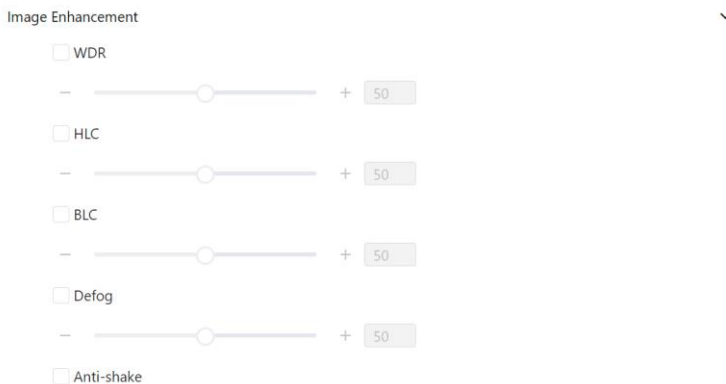 Image Enhancement
WDR
− + 50
HLC
− + 50
BLC
− + 50
Defog
− + 50
Anti-shake